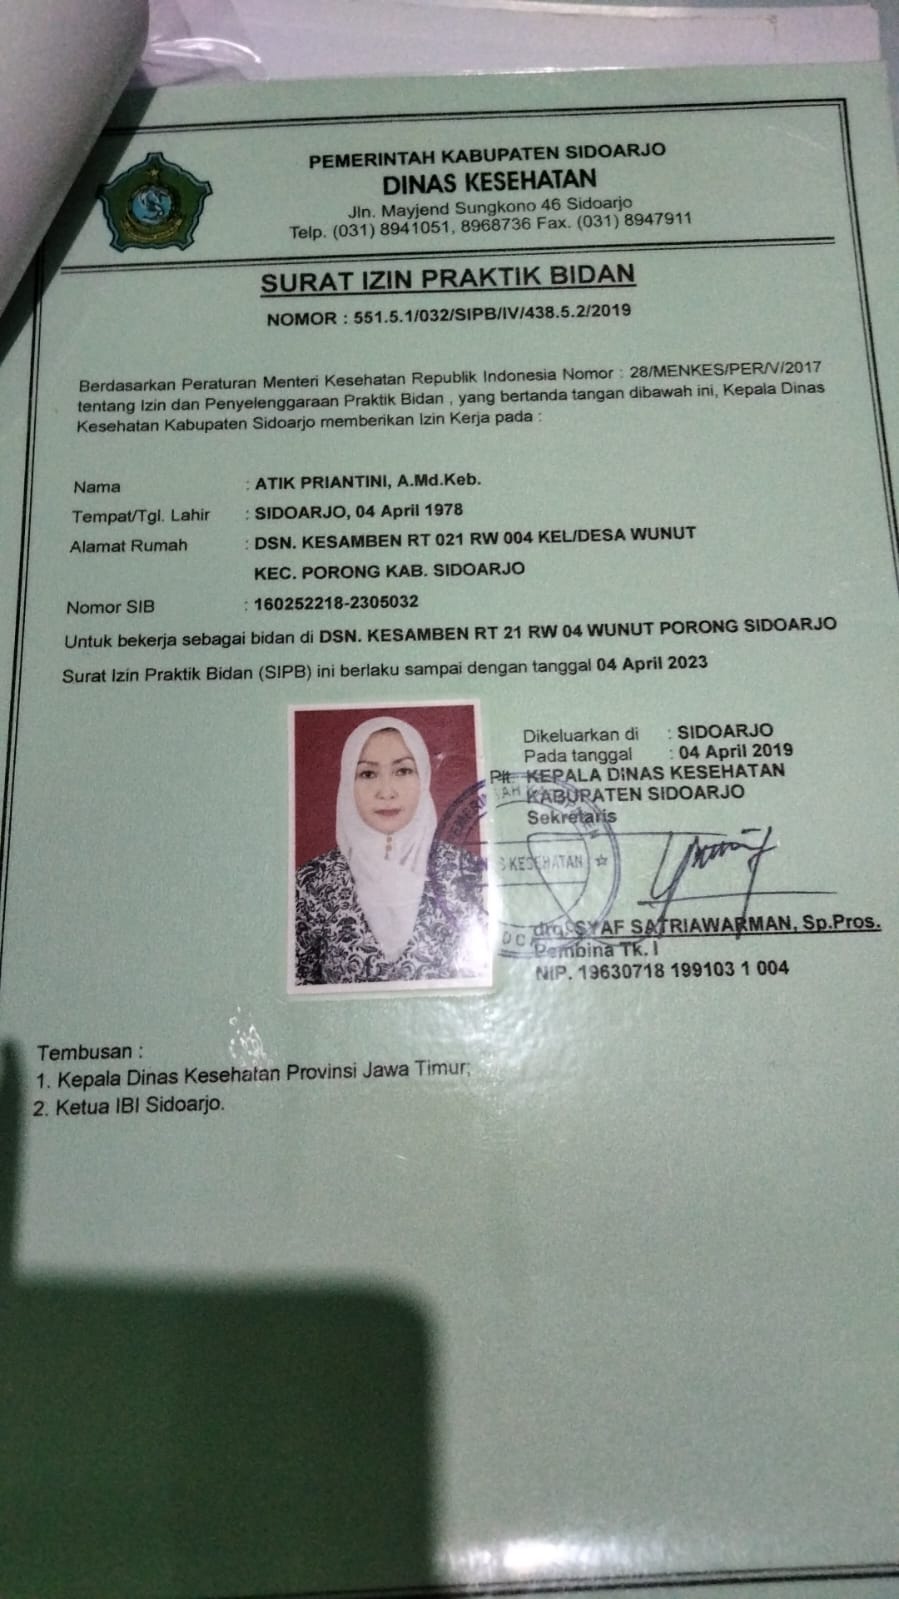 PEMERINTAH KABUPATEN SIDOARJO
DINAS KESEHATAN
Jln. Mayjend Sungkono 46 Sidoarjo
Telp. (031) 8941051, 8968736 Fax. (031) 8947911
SURAT IZIN PRAKTIK BIDAN
NOMOR : 551.5.1/032/SIPB/IV/438.5.2/2019
Berdasarkan Peraturan Menteri Kesehatan Republik Indonesia Nomor : 28/MENKES/PER/V/2017
tentang Izin dan Penyelenggaraan Praktik Bidan , yang bertanda tangan dibawah ini, Kepala Dinas
Kesehatan Kabupaten Sidoarjo memberikan Izin Kerja pada :
Nama : ATIK PRIANTINI, A.Md.Keb.
Tempat/Tgl. Lahir : SIDOARJO, 04 April 1978
Alamat Rumah : DSN. KESAMBEN RT 021 RW 004 KEL/DESA WUNUT
KEC. PORONG KAB. SIDOARJO
Nomor SIB : 160252218-2305032
Untuk bekerja sebagai bidan di DSN. KESAMBEN RT 21 RW 04 WUNUT PORONG SIDOARJO
Surat Izin Praktik Bidan (SIPB) ini berlaku sampai dengan tanggal 04 April 2023
Dikeluarkan di : SIDOARJO
Pada tanggal : 04 April 2019
Plt. KEPALA DINAS KESEHATAN
KABUPATEN SIDOARJO
Sekretaris
KESEHATAN
drg. SYAF SATRIAWARMAN, Sp.Pros.
Pembina Tk. I
NIP. 19630718 199103 1 004
Tembusan :
1. Kepala Dinas Kesehatan Provinsi Jawa Timur;
2. Ketua IBI Sidoarjo.